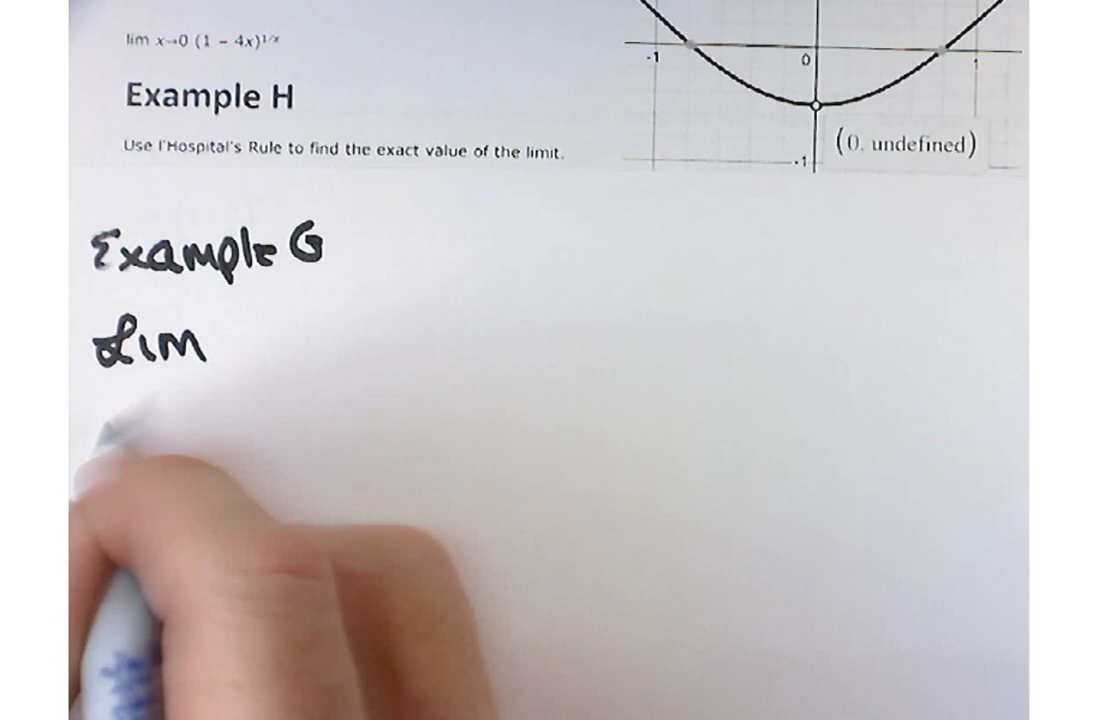 lim x→0 (1 - 4x)^1/x
Example H
Use l'Hospital's Rule to find the exact value of the limit.
-1
0
1
(0, undefined)
-1
Example G
Lim